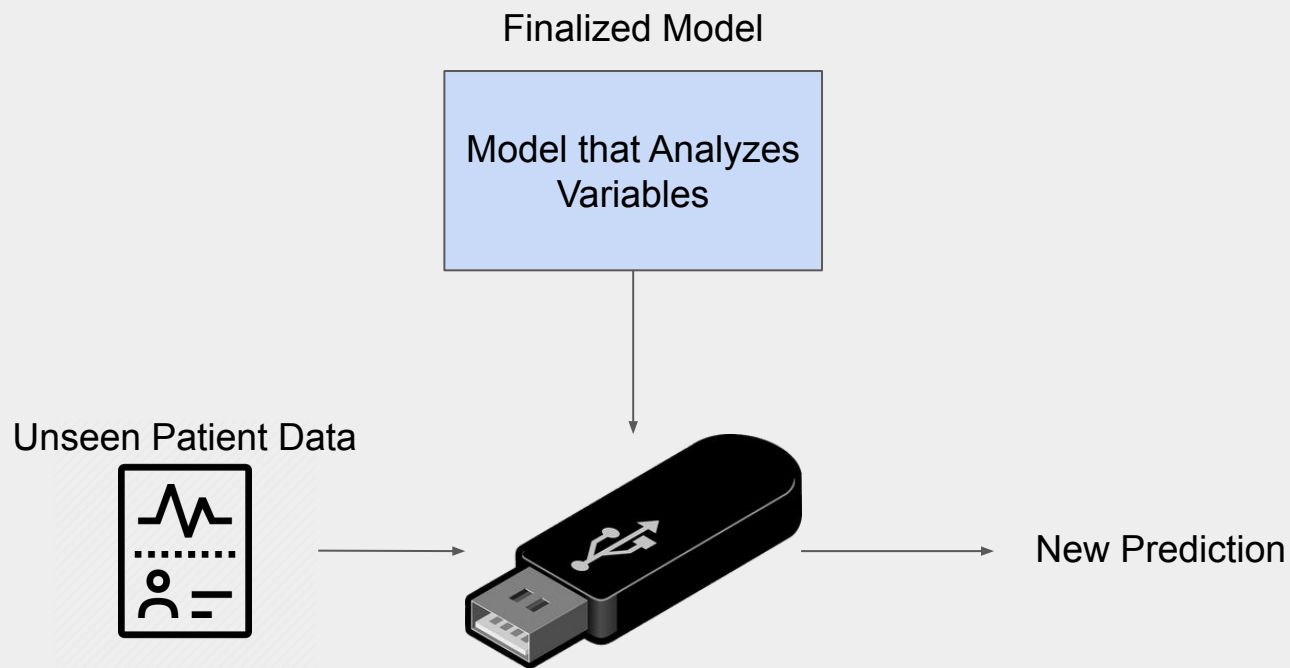 Finalized Model
Model that Analyzes
Variables
Unseen Patient Data
New Prediction